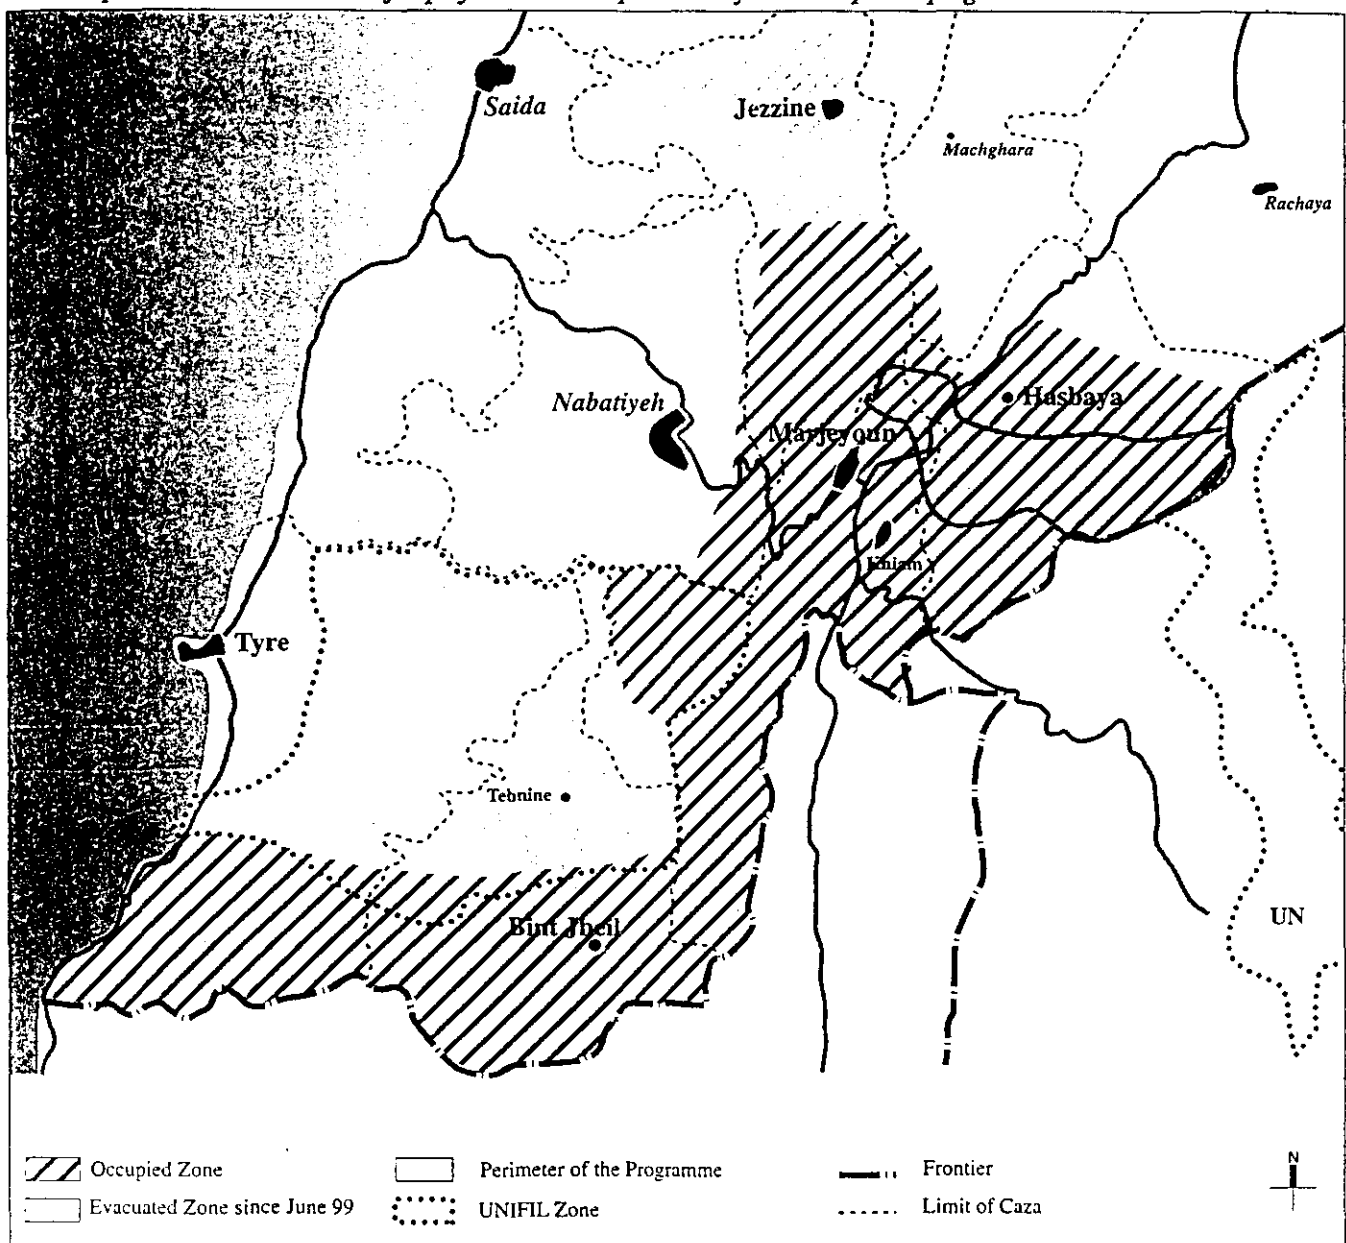 Saida
Jezzine
Machghara
Rachaya
Nabatiyeh
Hasbaya
Marjeyoun
Khiam
Tyre
Tebnine
UN
Bint Jbeil
Occupied Zone
Perimeter of the Programme
Frontier
N
Evacuated Zone since June 99
UNIFIL Zone
Limit of Caza